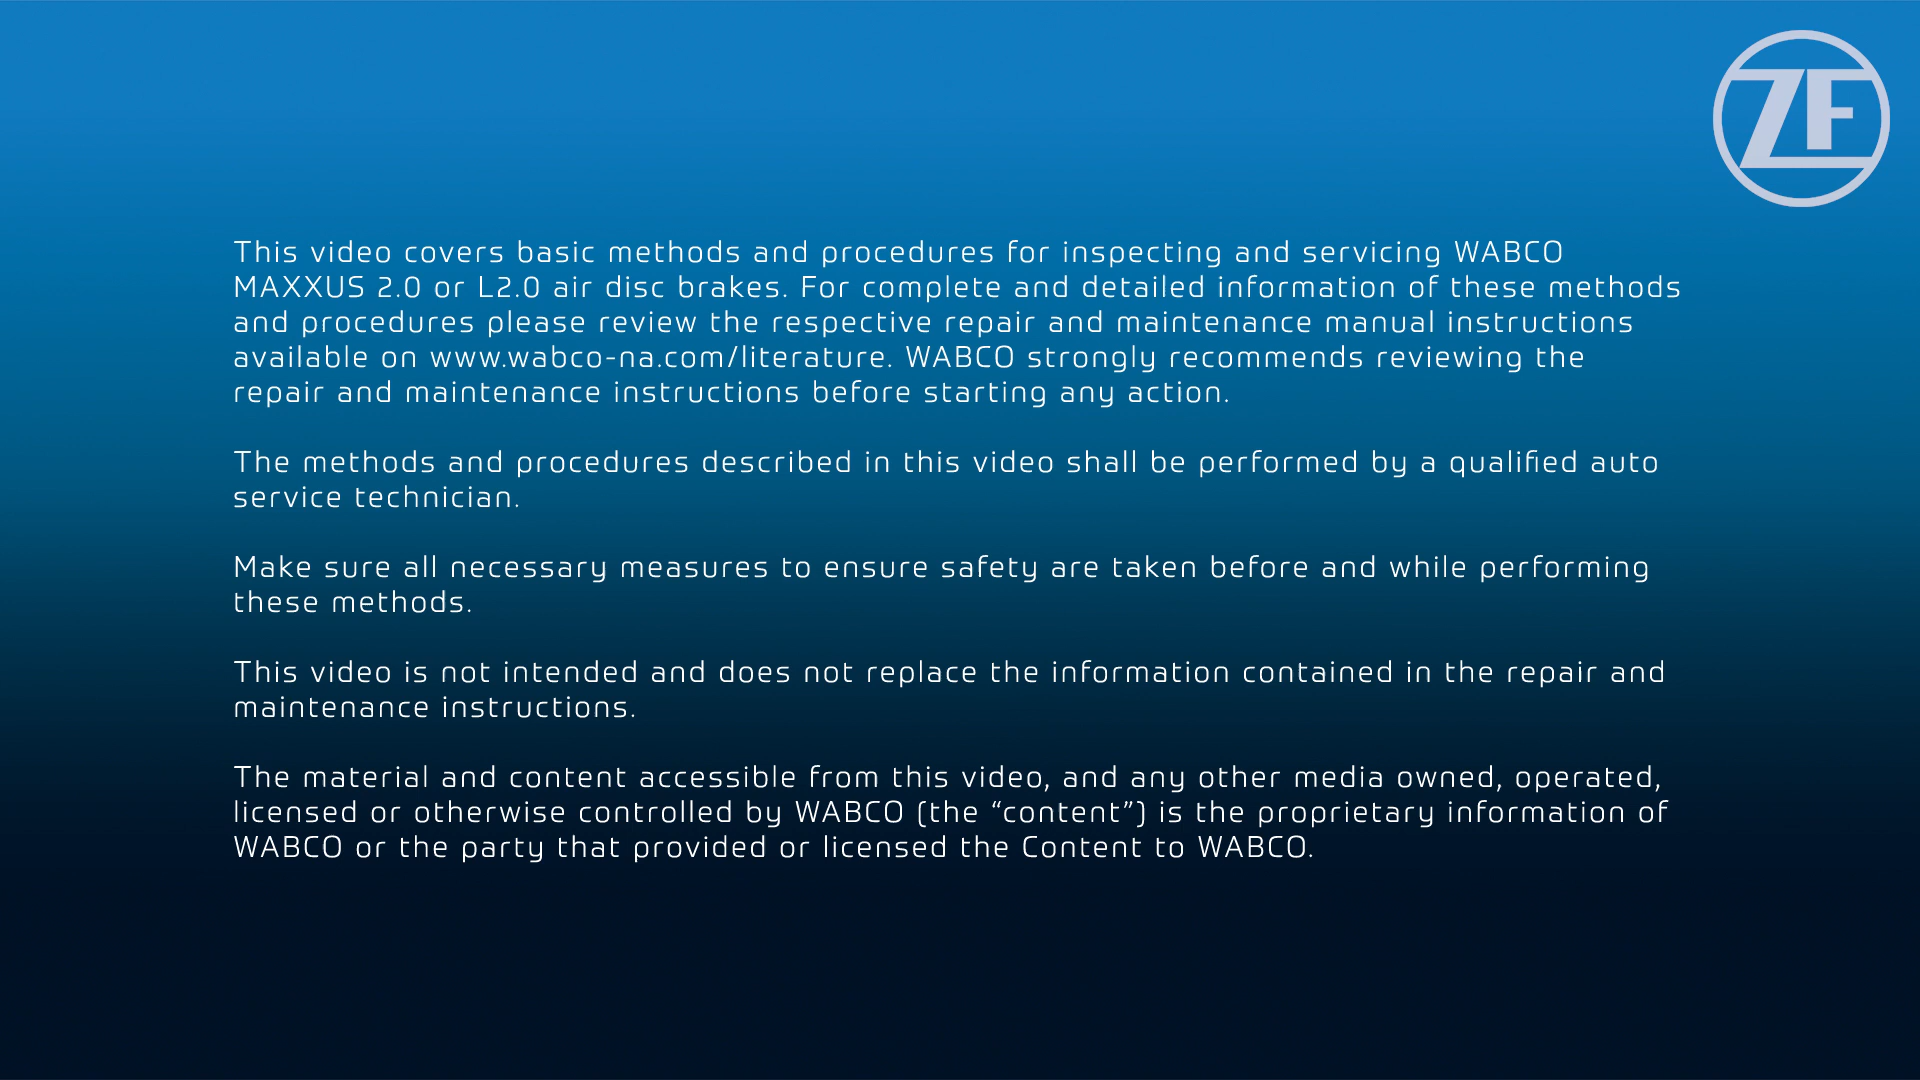 ZF
This video covers basic methods and procedures for inspecting and servicing WABCO
MAXXUS 2.0 or L2.0 air disc brakes. For complete and detailed information of these methods
and procedures please review the respective repair and maintenance manual instructions
available on www.wabco-na.com/literature. WABCO strongly recommends reviewing the
repair and maintenance instructions before starting any action.
The methods and procedures described in this video shall be performed by a qualified auto
service technician.
Make sure all necessary measures to ensure safety are taken before and while performing
these methods.
This video is not intended and does not replace the information contained in the repair and
maintenance instructions.
The material and content accessible from this video, and any other media owned, operated,
licensed or otherwise controlled by WABCO (the “content”) is the proprietary information of
WABCO or the party that provided or licensed the Content to WABCO.